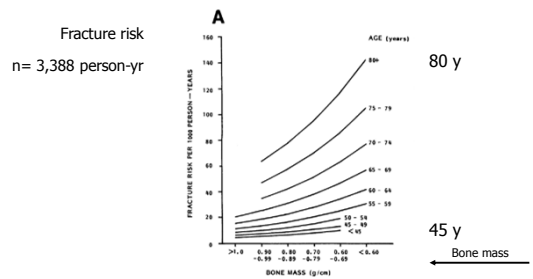 A
Fracture risk
n= 3,388 person-yr
FRACTURE RISK PER 1000 PERSON—YEARS
160
140
120
100
80
60
40
20
0
AGE (years)
80+
75 - 79
70 - 74
65 - 69
60 - 64
55 - 59
50 - 54
45 - 49
<45
>1.0
0.90
-0.99
0.80
-0.89
0.70
-0.79
0.60
-0.69
<0.60
BONE MASS (g/cm)
80 y
45 y
Bone mass